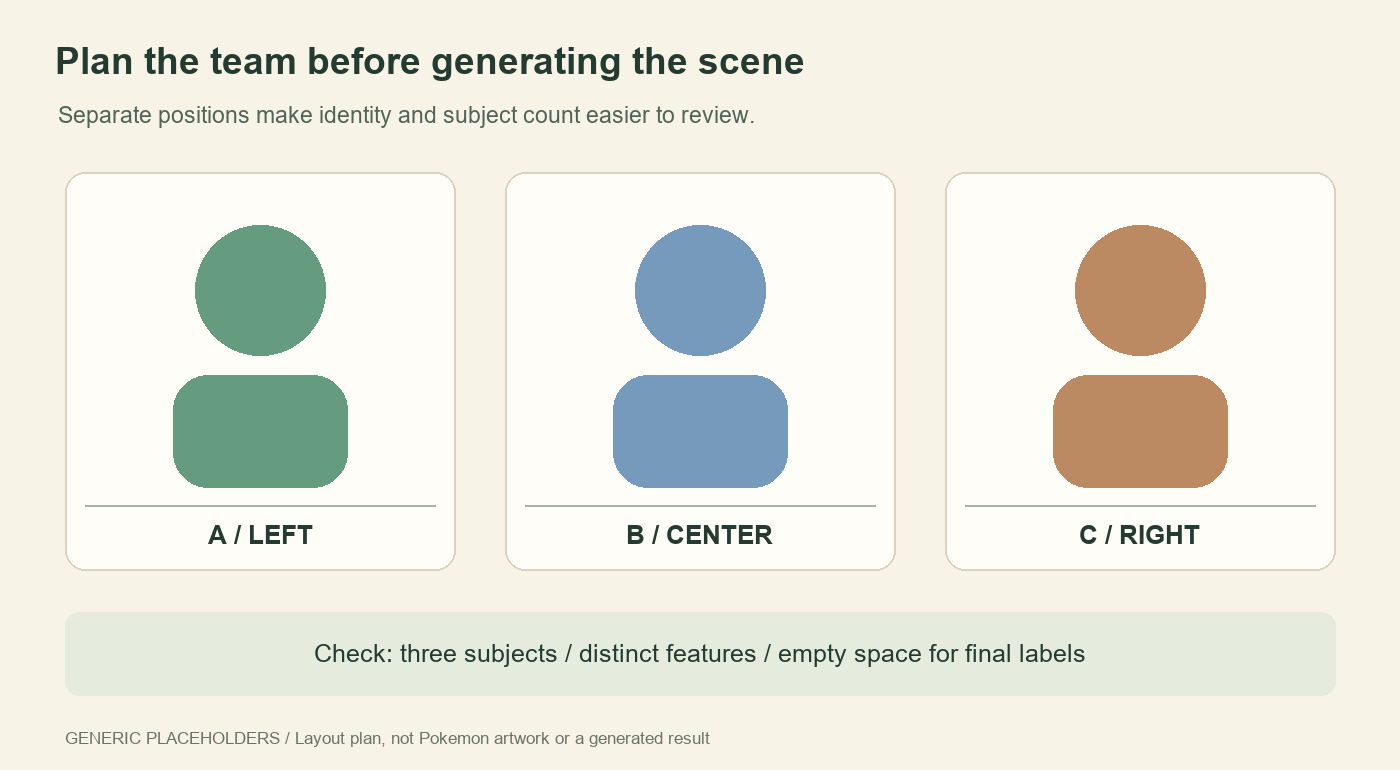 Plan the team before generating the scene
Separate positions make identity and subject count easier to review.
A / LEFT
B / CENTER
C / RIGHT
Check: three subjects / distinct features / empty space for final labels
GENERIC PLACEHOLDERS / Layout plan, not Pokemon artwork or a generated result